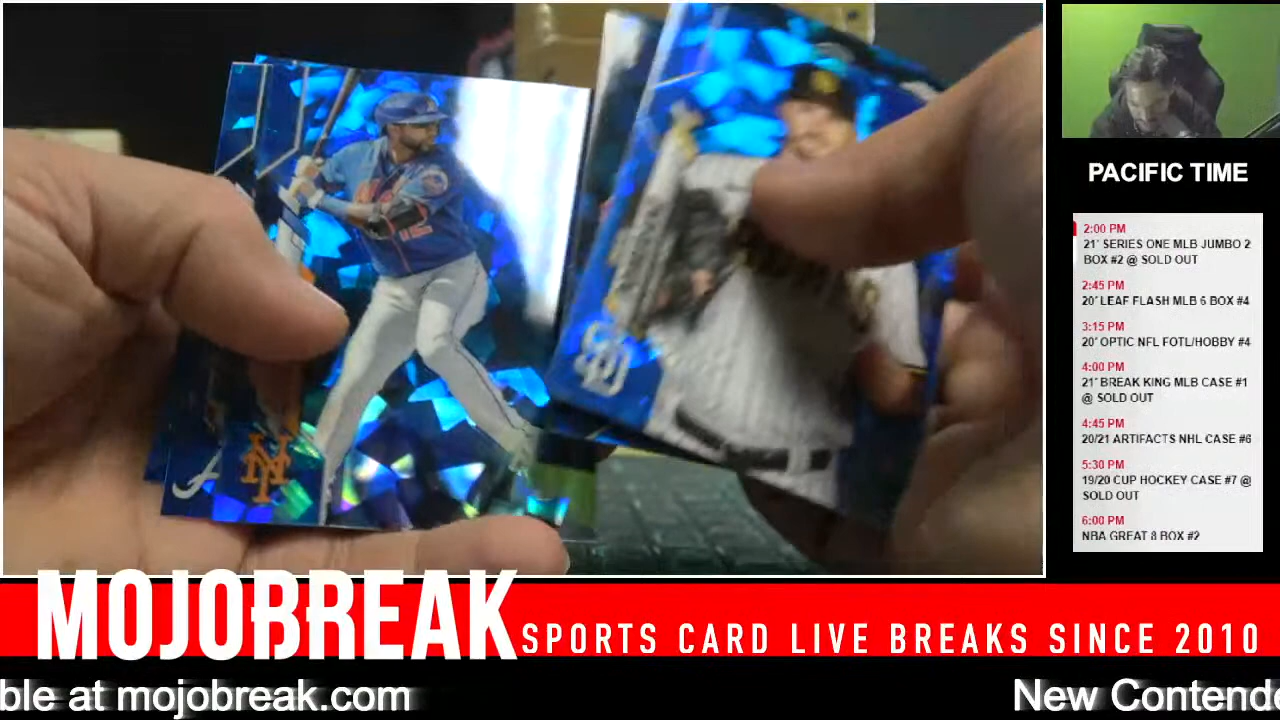 PACIFIC TIME
2:00 PM
21' SERIES ONE MLB JUMBO 2
BOX #2 @ SOLD OUT
2:45 PM
20' LEAF FLASH MLB 6 BOX #4
3:15 PM
20' OPTIC NFL FOTL/HOBBY #4
4:00 PM
21' BREAK KING MLB CASE #1
@ SOLD OUT
4:45 PM
20/21 ARTIFACTS NHL CASE #6
5:30 PM
19/20 CUP HOCKEY CASE #7 @
SOLD OUT
6:00 PM
NBA GREAT 8 BOX #2
12
NY
SD
MOJOBREAK SPORTS CARD LIVE BREAKS SINCE 2010
ble at mojobreak.com New Contende